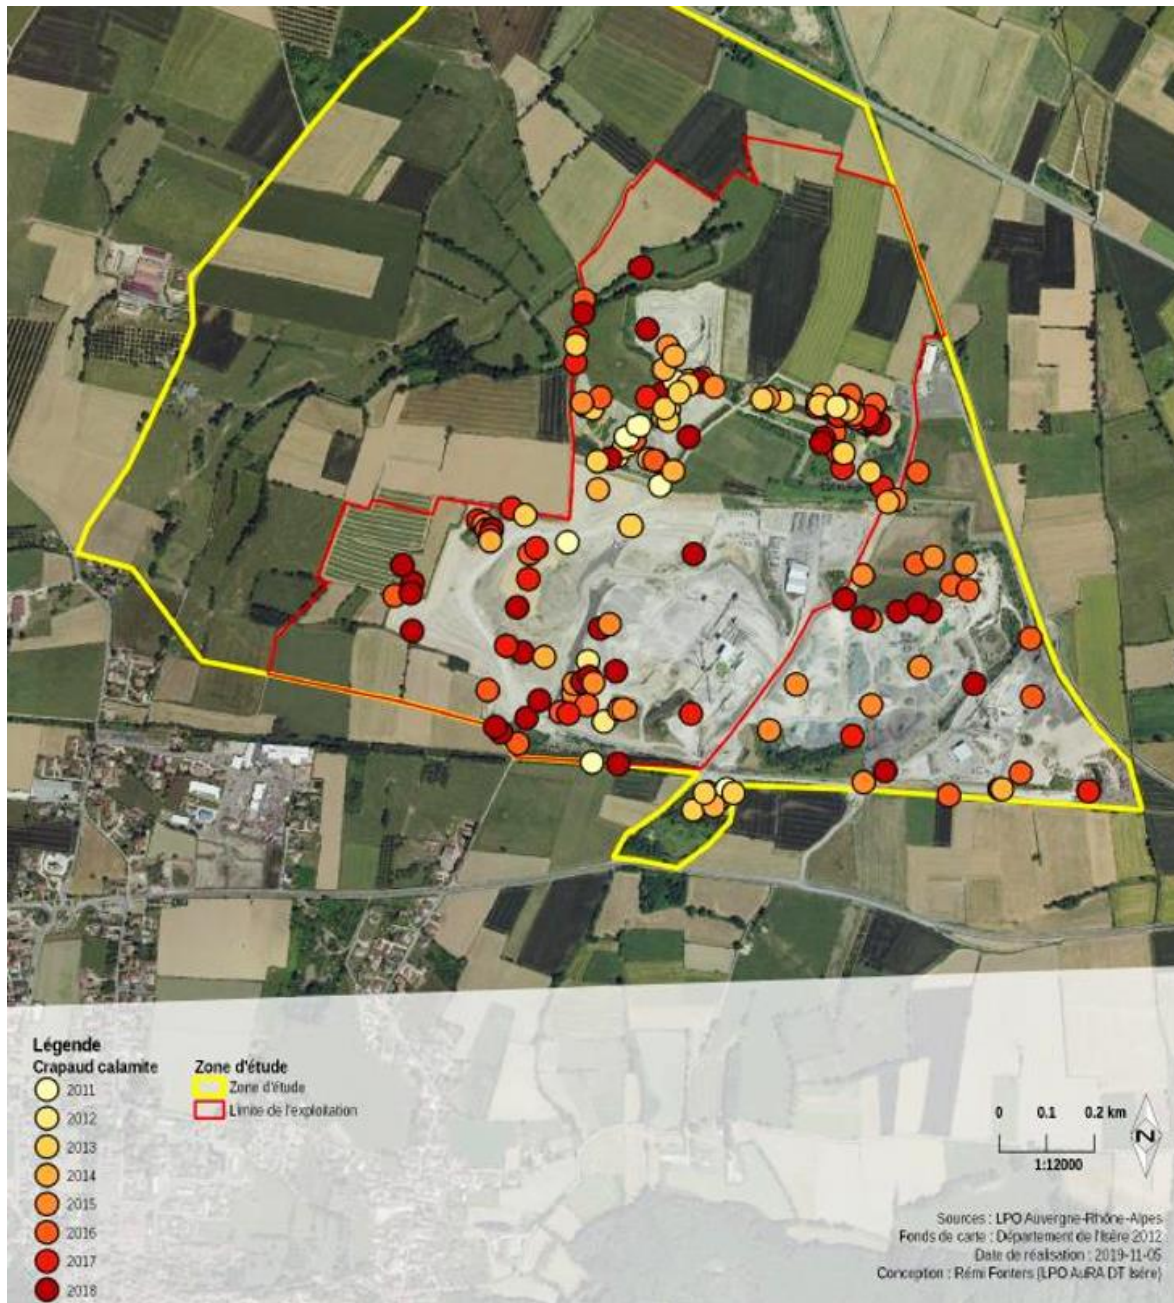 Légende
Crapaud calamite
2011
2012
2013
2014
2015
2016
2017
2018
Zone d'étude
Zone d'étude
Limite de l'exploitation
0 0.1 0.2 km
1:12000
N
Sources : LPO Auvergne-Rhône-Alpes
Fonds de carte : Département de l'Isère 2012
Date de réalisation : 2019-11-05
Conception : Rémi Fonters (LPO AuRA DT Isère)